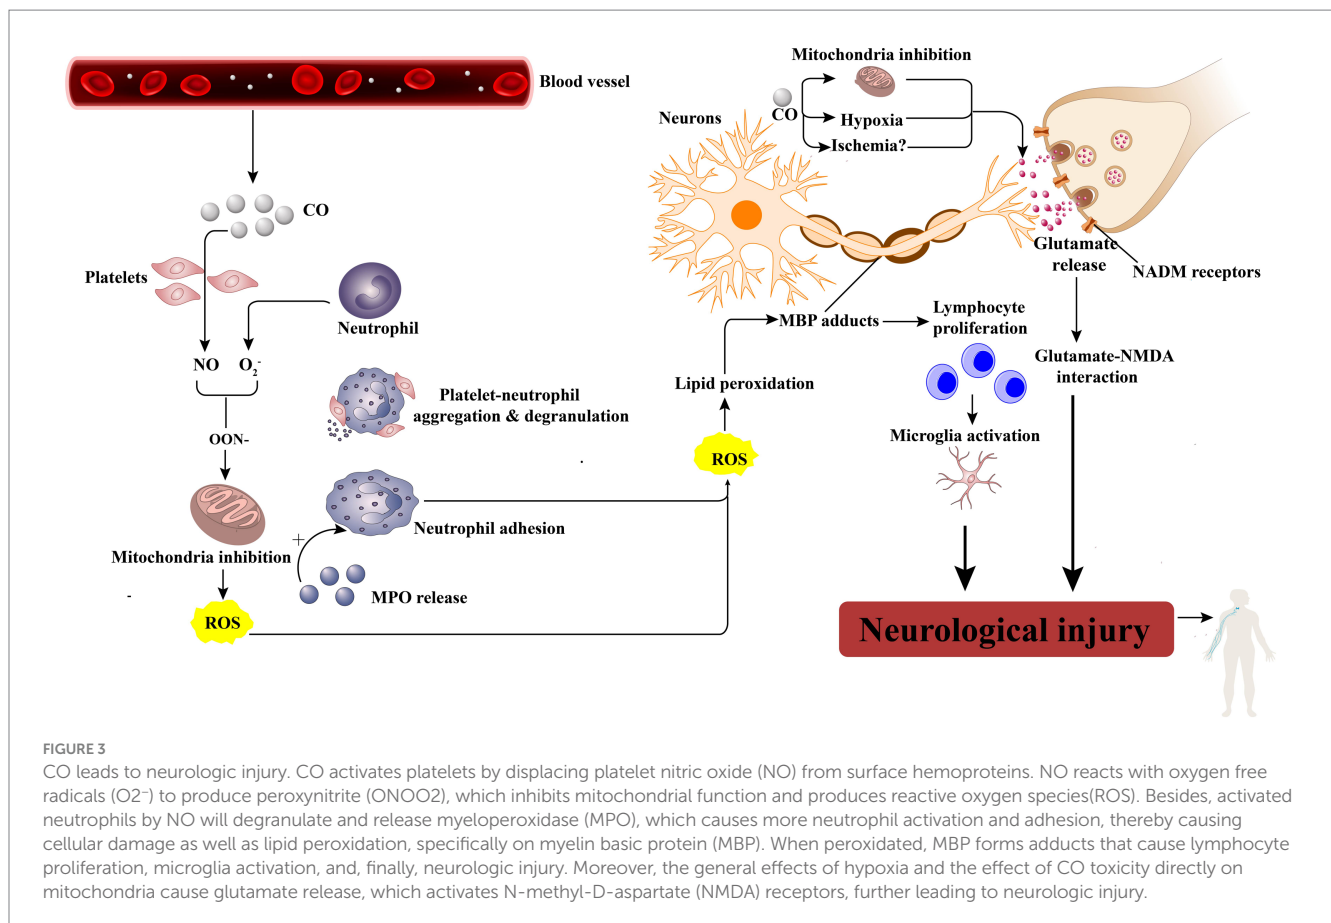 Blood vessel
CO
Platelets
Neutrophil
NO
O2-
OON-
Platelet-neutrophil
aggregation & degranulation
Mitochondria inhibition
Neutrophil adhesion
+
MPO release
ROS
Mitochondria inhibition
CO
Hypoxia
Ischemia?
Neurons
Glutamate
release
NADM receptors
MBP adducts
Lymphocyte
proliferation
Lipid peroxidation
Glutamate-NMDA
interaction
Microglia activation
ROS
Neurological injury
FIGURE 3
CO leads to neurologic injury. CO activates platelets by displacing platelet nitric oxide (NO) from surface hemoproteins. NO reacts with oxygen free
radicals (O2−) to produce peroxynitrite (ONOO2), which inhibits mitochondrial function and produces reactive oxygen species(ROS). Besides, activated
neutrophils by NO will degranulate and release myeloperoxidase (MPO), which causes more neutrophil activation and adhesion, thereby causing
cellular damage as well as lipid peroxidation, specifically on myelin basic protein (MBP). When peroxidated, MBP forms adducts that cause lymphocyte
proliferation, microglia activation, and, finally, neurologic injury. Moreover, the general effects of hypoxia and the effect of CO toxicity directly on
mitochondria cause glutamate release, which activates N-methyl-D-aspartate (NMDA) receptors, further leading to neurologic injury.